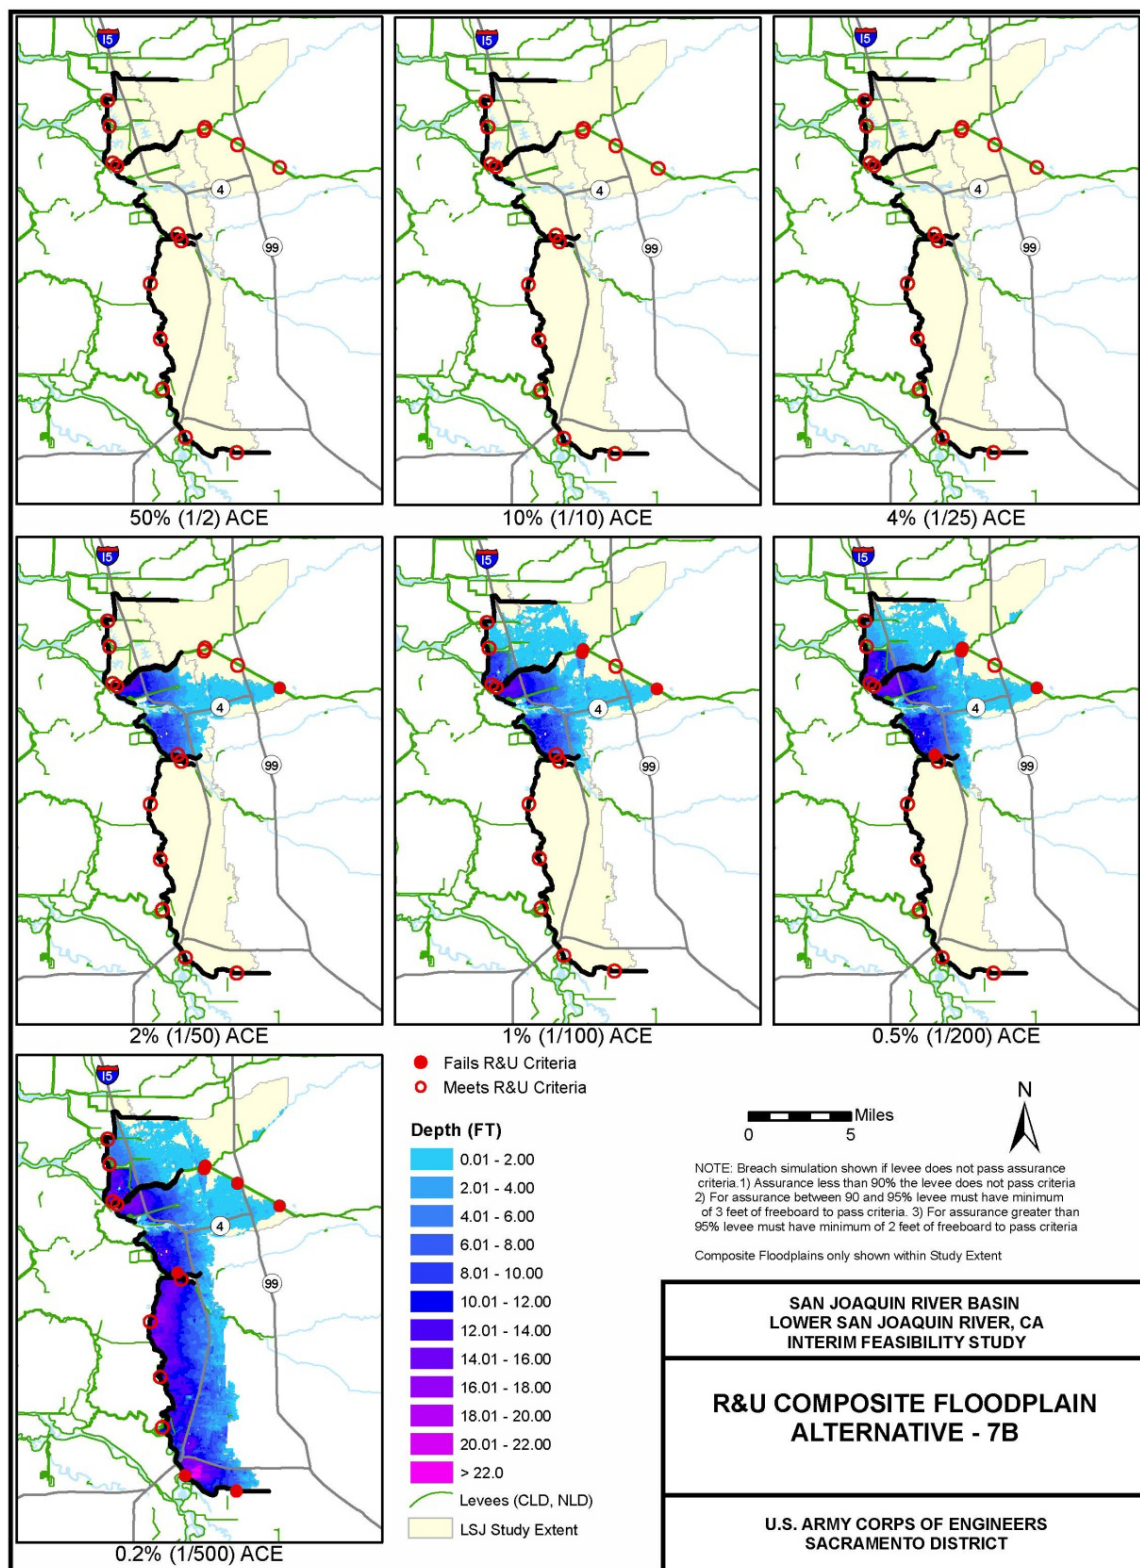 15
4
99
50% (1/2) ACE
15
4
99
10% (1/10) ACE
15
4
99
4% (1/25) ACE
15
4
99
2% (1/50) ACE
15
4
99
1% (1/100) ACE
15
4
99
0.5% (1/200) ACE
15
4
99
0.2% (1/500) ACE
Fails R&U Criteria
Meets R&U Criteria
Depth (FT)
0.01 - 2.00
2.01 - 4.00
4.01 - 6.00
6.01 - 8.00
8.01 - 10.00
10.01 - 12.00
12.01 - 14.00
14.01 - 16.00
16.01 - 18.00
18.01 - 20.00
20.01 - 22.00
> 22.0
Levees (CLD, NLD)
LSJ Study Extent
N
Miles
0 5
NOTE: Breach simulation shown if levee does not pass assurance
criteria.1) Assurance less than 90% the levee does not pass criteria
2) For assurance between 90 and 95% levee must have minimum
of 3 feet of freeboard to pass criteria. 3) For assurance greater than
95% levee must have minimum of 2 feet of freeboard to pass criteria
Composite Floodplains only shown within Study Extent
SAN JOAQUIN RIVER BASIN
LOWER SAN JOAQUIN RIVER, CA
INTERIM FEASIBILITY STUDY
R&U COMPOSITE FLOODPLAIN
ALTERNATIVE - 7B
U.S. ARMY CORPS OF ENGINEERS
SACRAMENTO DISTRICT